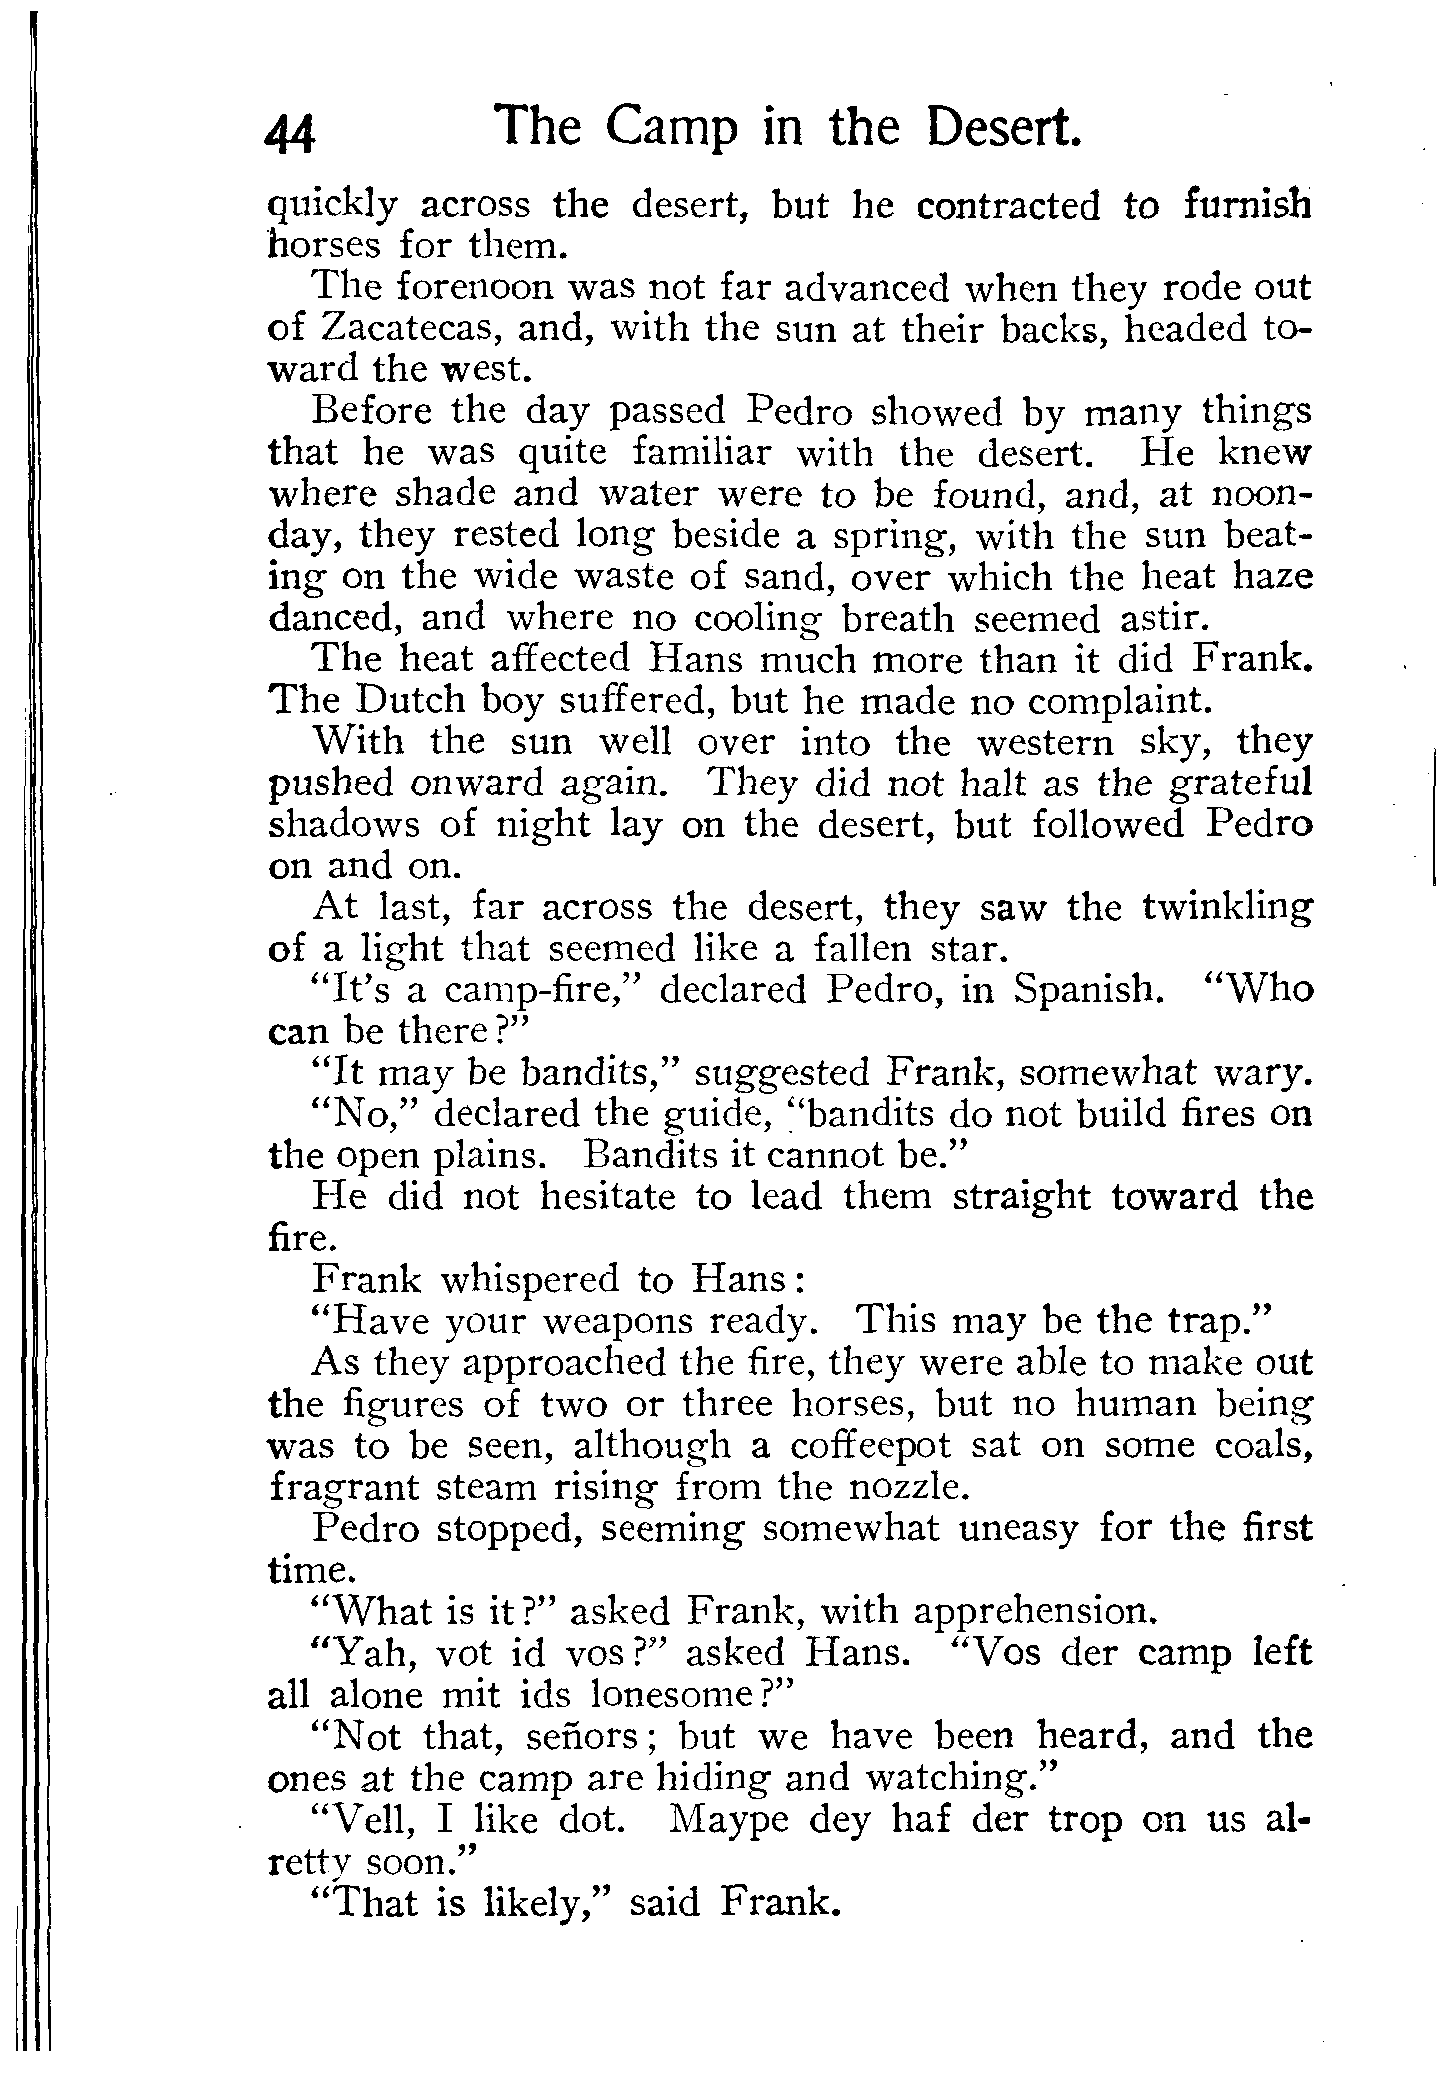 44 The Camp in the Desert.
quickly across the desert, but he contracted to furnish
horses for them.
The forenoon was not far advanced when they rode out
of Zacatecas, and, with the sun at their backs, headed to-
ward the west.
Before the day passed Pedro showed by many things
that he was quite familiar with the desert. He knew
where shade and water were to be found, and, at noon-
day, they rested long beside a spring, with the sun beat-
ing on the wide waste of sand, over which the heat haze
danced, and where no cooling breath seemed astir.
The heat affected Hans much more than it did Frank.
The Dutch boy suffered, but he made no complaint.
With the sun well over into the western sky, they
pushed onward again. They did not halt as the grateful
shadows of night lay on the desert, but followed Pedro
on and on.
At last, far across the desert, they saw the twinkling
of a light that seemed like a fallen star.
“It’s a camp-fire,” declared Pedro, in Spanish. “Who
can be there?”
“It may be bandits,” suggested Frank, somewhat wary.
“No,” declared the guide, “bandits do not build fires on
the open plains. Bandits it cannot be.”
He did not hesitate to lead them straight toward the
fire.
Frank whispered to Hans:
“Have your weapons ready. This may be the trap.”
As they approached the fire, they were able to make out
the figures of two or three horses, but no human being
was to be seen, although a coffeepot sat on some coals,
fragrant steam rising from the nozzle.
Pedro stopped, seeming somewhat uneasy for the first
time.
“What is it?” asked Frank, with apprehension.
“Yah, vot id vos?” asked Hans. “Vos der camp left
all alone mit ids lonesome?”
“Not that, señors; but we have been heard, and the
ones at the camp are hiding and watching.”
“Vell, I like dot. Maype dey haf der trop on us al-
retty soon.”
“That is likely,” said Frank.